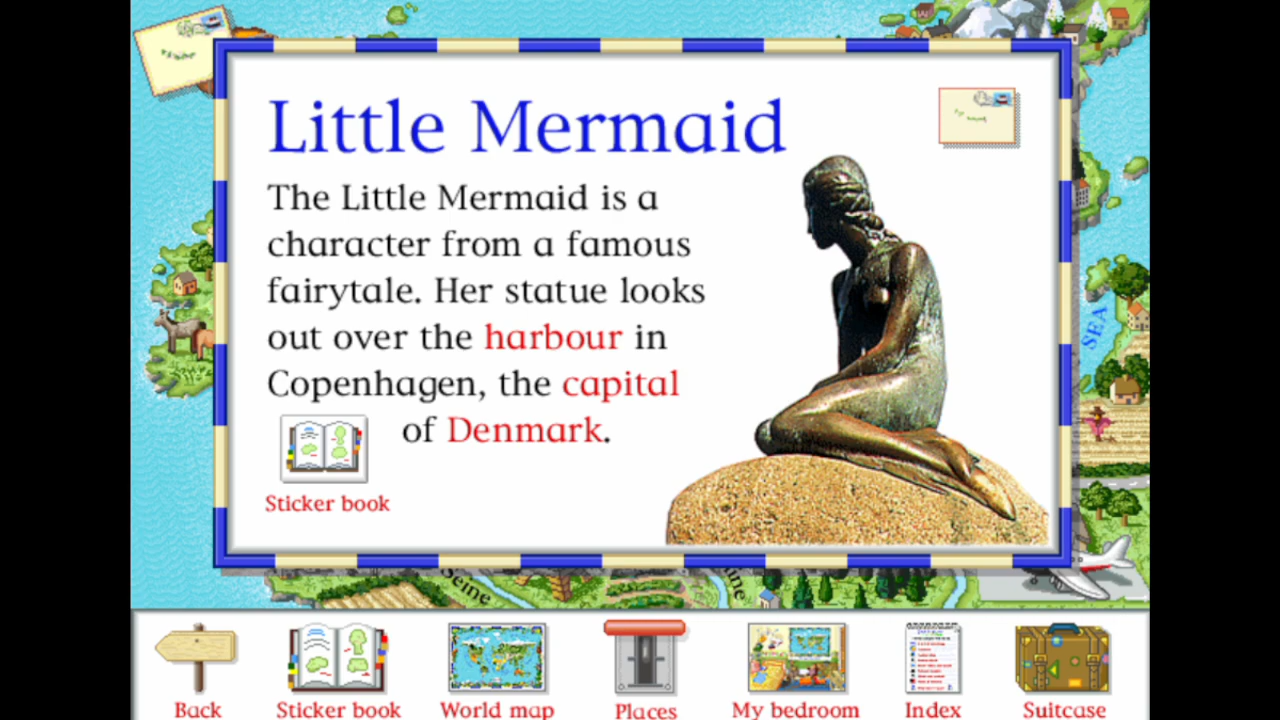 Little Mermaid
The Little Mermaid is a
character from a famous
fairytale. Her statue looks
out over the harbour in
Copenhagen, the capital
of Denmark.
Sticker book
SEA
Seine
Back
Sticker book
World map
Places
My bedroom
Index
Suitcase